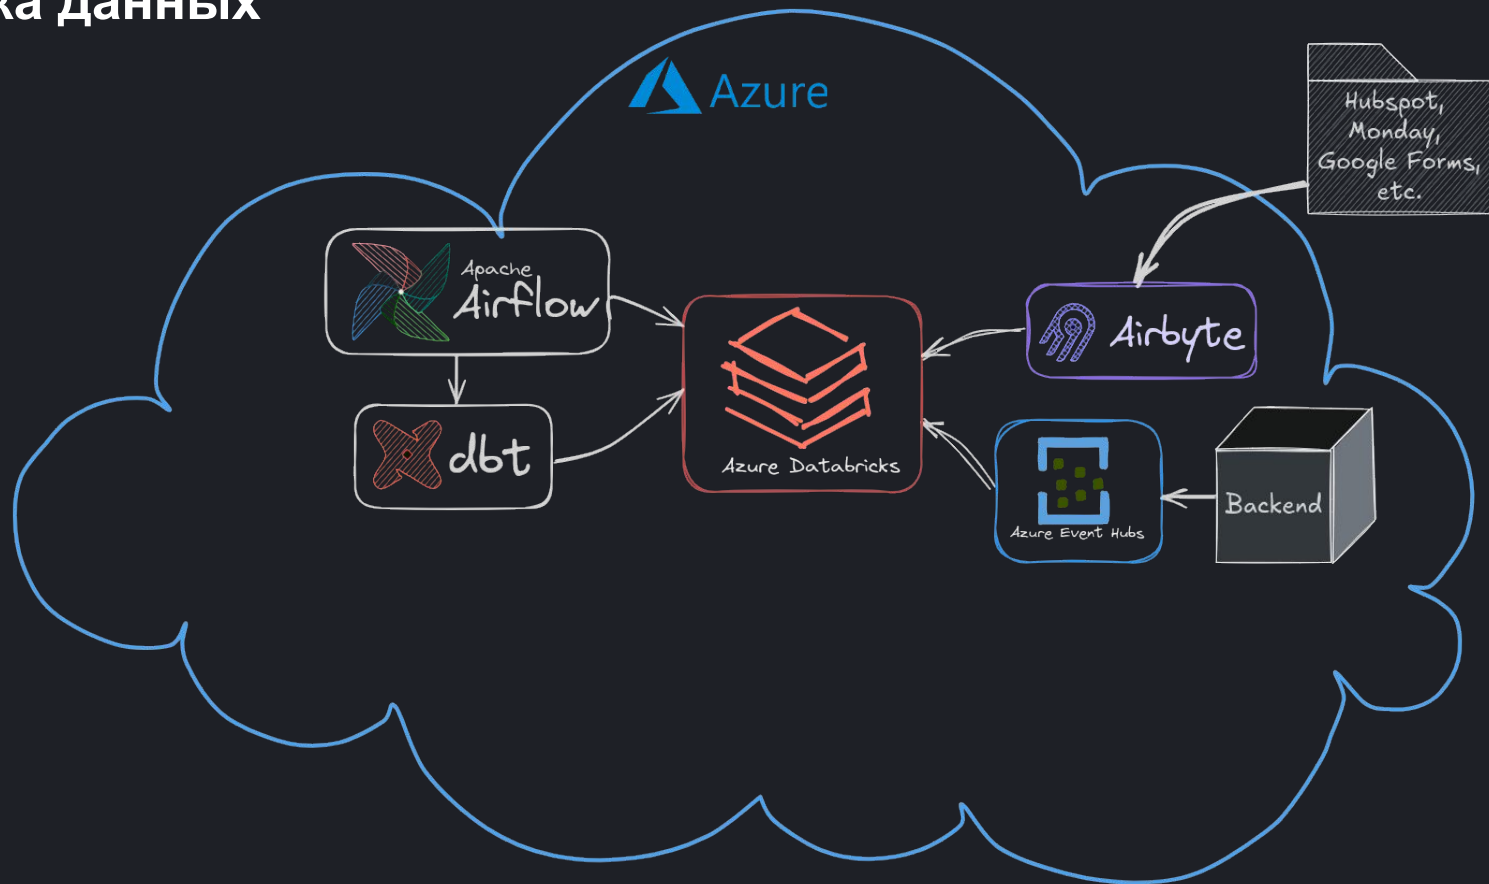 ка данных
Azure
Hubspot,
Monday,
Google Forms,
etc.
Apache
Airflow
Airbyte
dbt
Azure Databricks
Azure Event Hubs
Backend